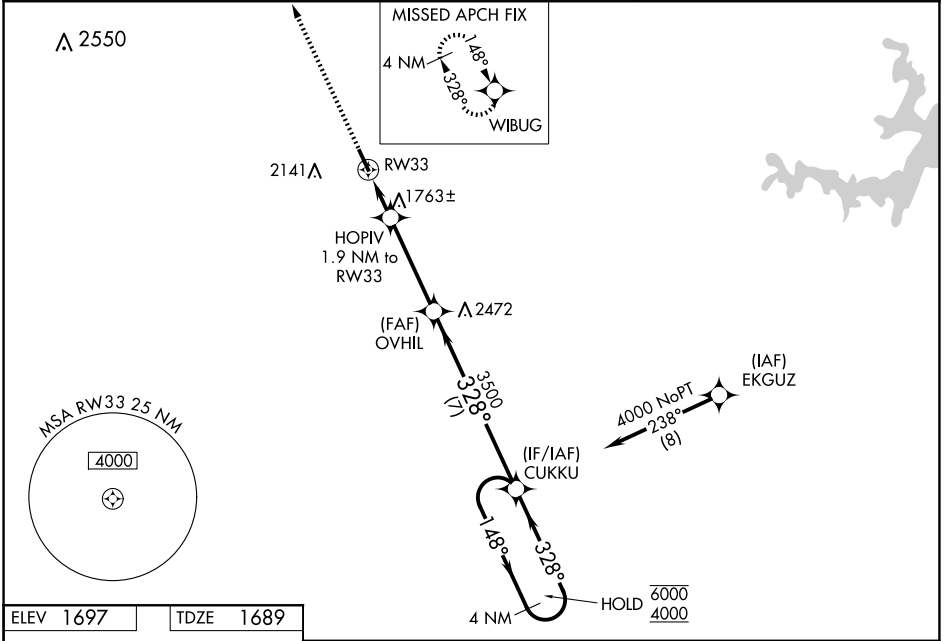 MISSED APCH FIX
148°
4 NM
328°
WIBUG
2550
2141
RW33
1763±
HOPIV
1.9 NM to
RW33
2472
(FAF)
OVHIL
3500
328°
(7)
(IAF)
EKGUZ
4000 NoPT
238°
(8)
MSA RW33 25 NM
4000
(IF/IAF)
CUKKU
148°
328°
4 NM
HOLD
6000
4000
ELEV 1697
TDZE 1689